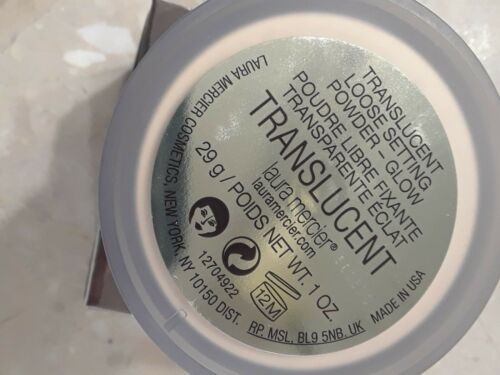 TRANSLUCENT
LOOSE SETTING
POWDER – GLOW
POUDRE LIBRE FIXANTE
TRANSPARENTE ÉCLAT
TRANSLUCENT
laura mercier®
lauramercier.com
29 g / POIDS NET WT. 1 OZ.
12704922
12M
LAURA MERCIER COSMETICS, NEW YORK, NY 10150 DIST. RP. MSL, BL9 5NB. UK
MADE IN USA